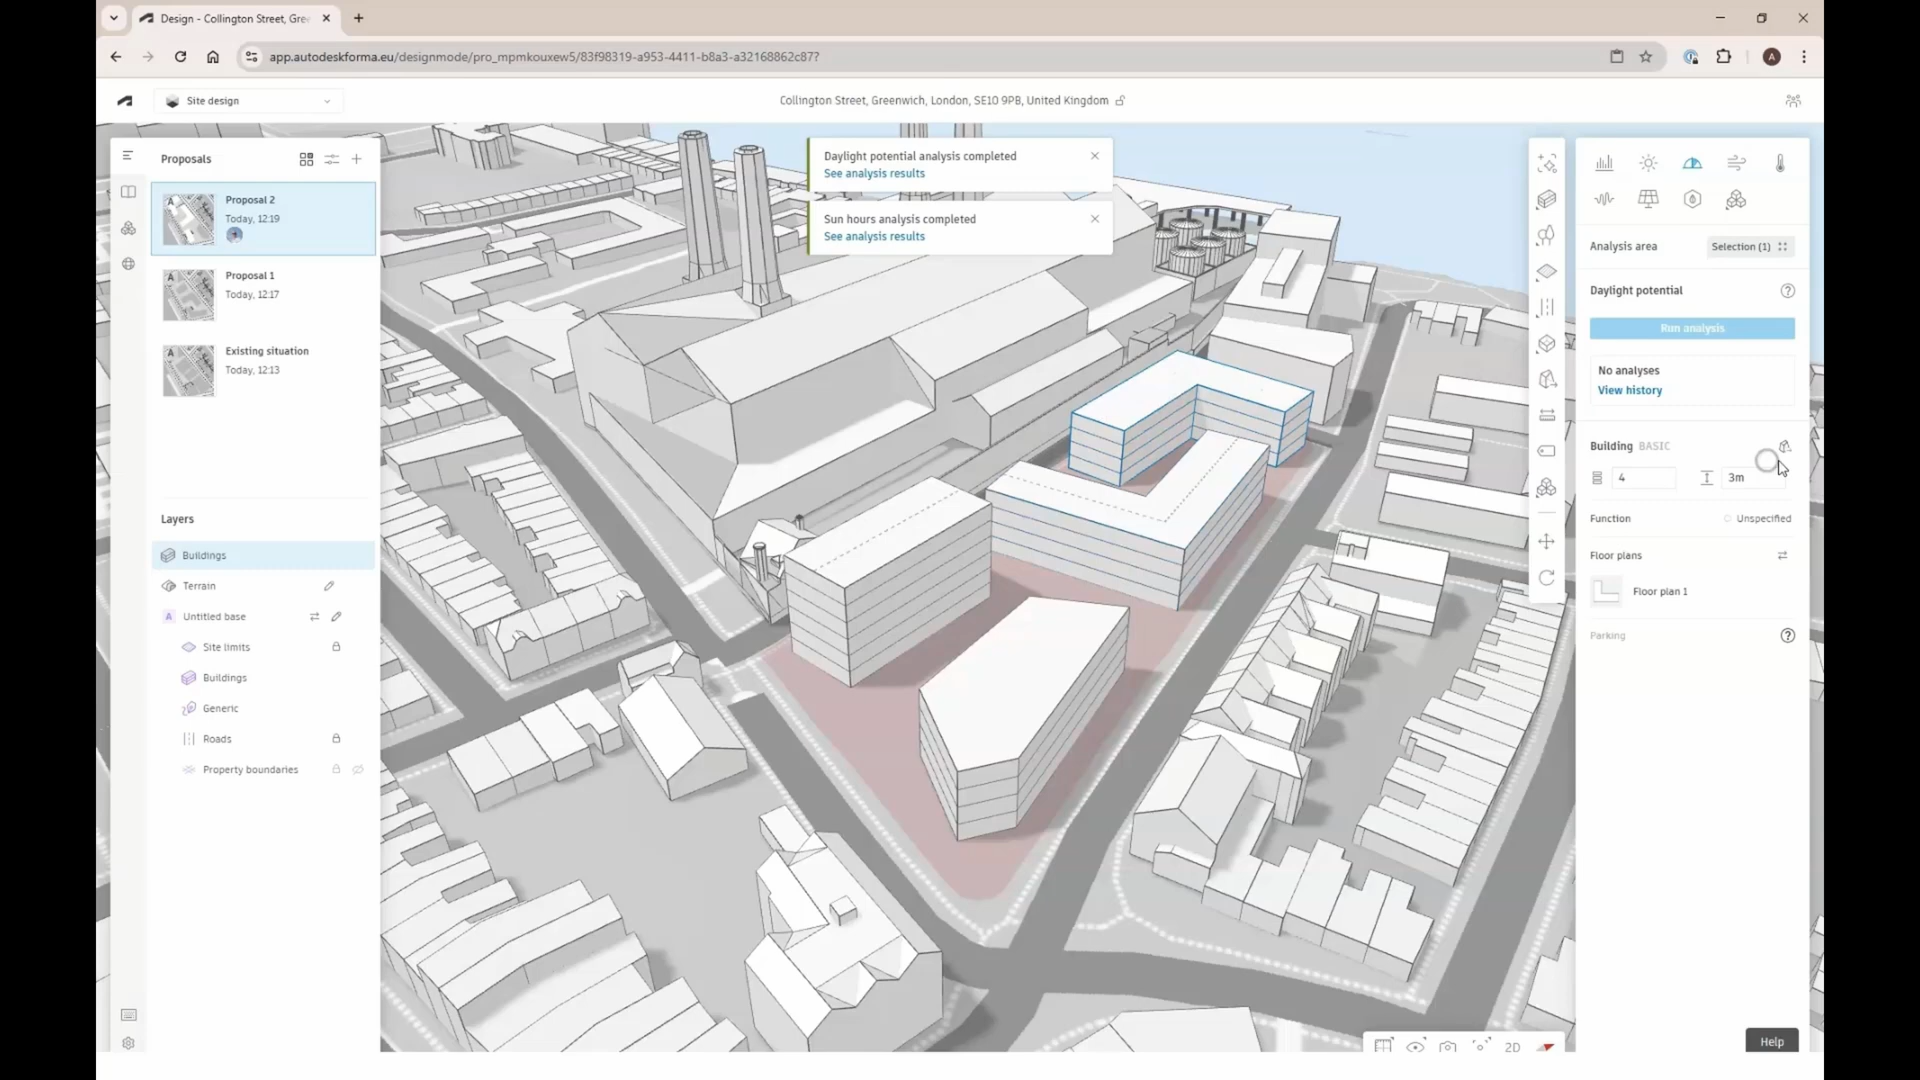 Design - Collington Street, Gre
app.autodeskforma.eu/designmode/pro_mpmkouxew5/83f98319-a953-4411-b8a3-a32168862c87?
A
Site design
Collington Street, Greenwich, London, SE10 9PB, United Kingdom
Proposals
A
Proposal 2
Today, 12:19
A
Proposal 1
Today, 12:17
A
Existing situation
Today, 12:13
Layers
Buildings
Terrain
A Untitled base
Site limits
Buildings
Generic
Roads
Property boundaries
Daylight potential analysis completed
See analysis results
Sun hours analysis completed
See analysis results
Analysis area
Selection (1)
Daylight potential
?
Run analysis
No analyses
View history
Building BASIC
4
3m
Function
Unspecified
Floor plans
Floor plan 1
Parking
?
2D
Help